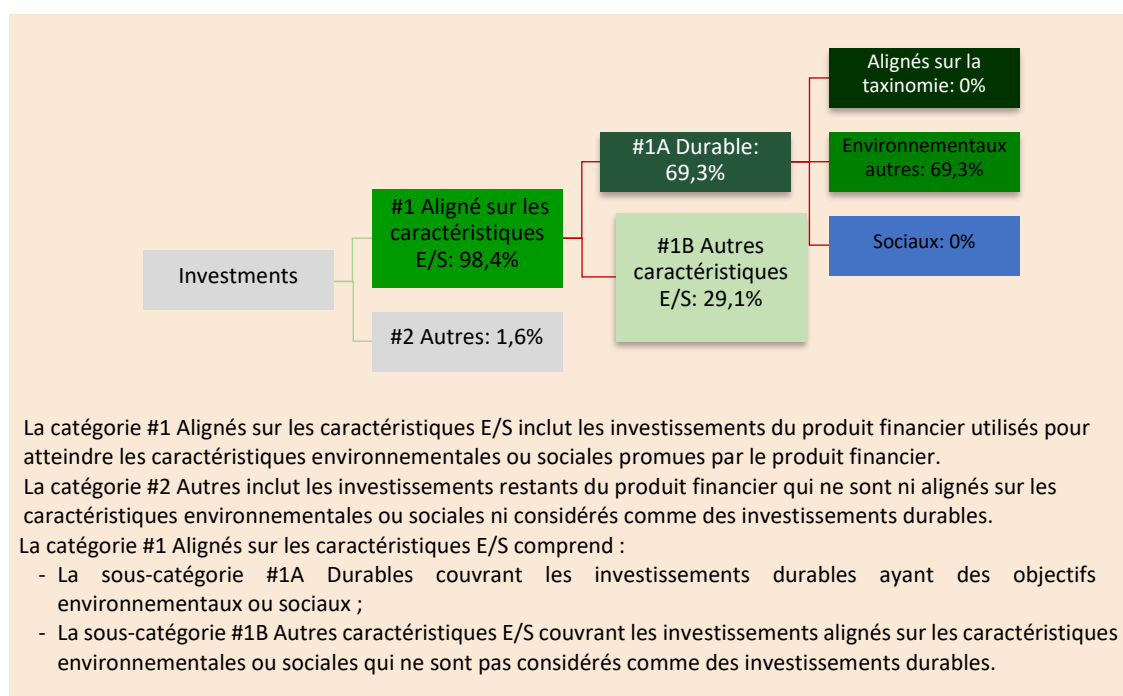 Alignés sur la
taxinomie: 0%
#1A Durable:
69,3%
Environnementaux
autres: 69,3%
#1 Aligné sur les
caractéristiques
E/S: 98,4%
#1B Autres
caractéristiques
E/S: 29,1%
Sociaux: 0%
Investments
#2 Autres: 1,6%
La catégorie #1 Alignés sur les caractéristiques E/S inclut les investissements du produit financier utilisés pour
atteindre les caractéristiques environnementales ou sociales promues par le produit financier.
La catégorie #2 Autres inclut les investissements restants du produit financier qui ne sont ni alignés sur les
caractéristiques environnementales ou sociales ni considérés comme des investissements durables.
La catégorie #1 Alignés sur les caractéristiques E/S comprend :
- La sous-catégorie #1A Durables couvrant les investissements durables ayant des objectifs
environnementaux ou sociaux ;
- La sous-catégorie #1B Autres caractéristiques E/S couvrant les investissements alignés sur les caractéristiques
environnementales ou sociales qui ne sont pas considérés comme des investissements durables.